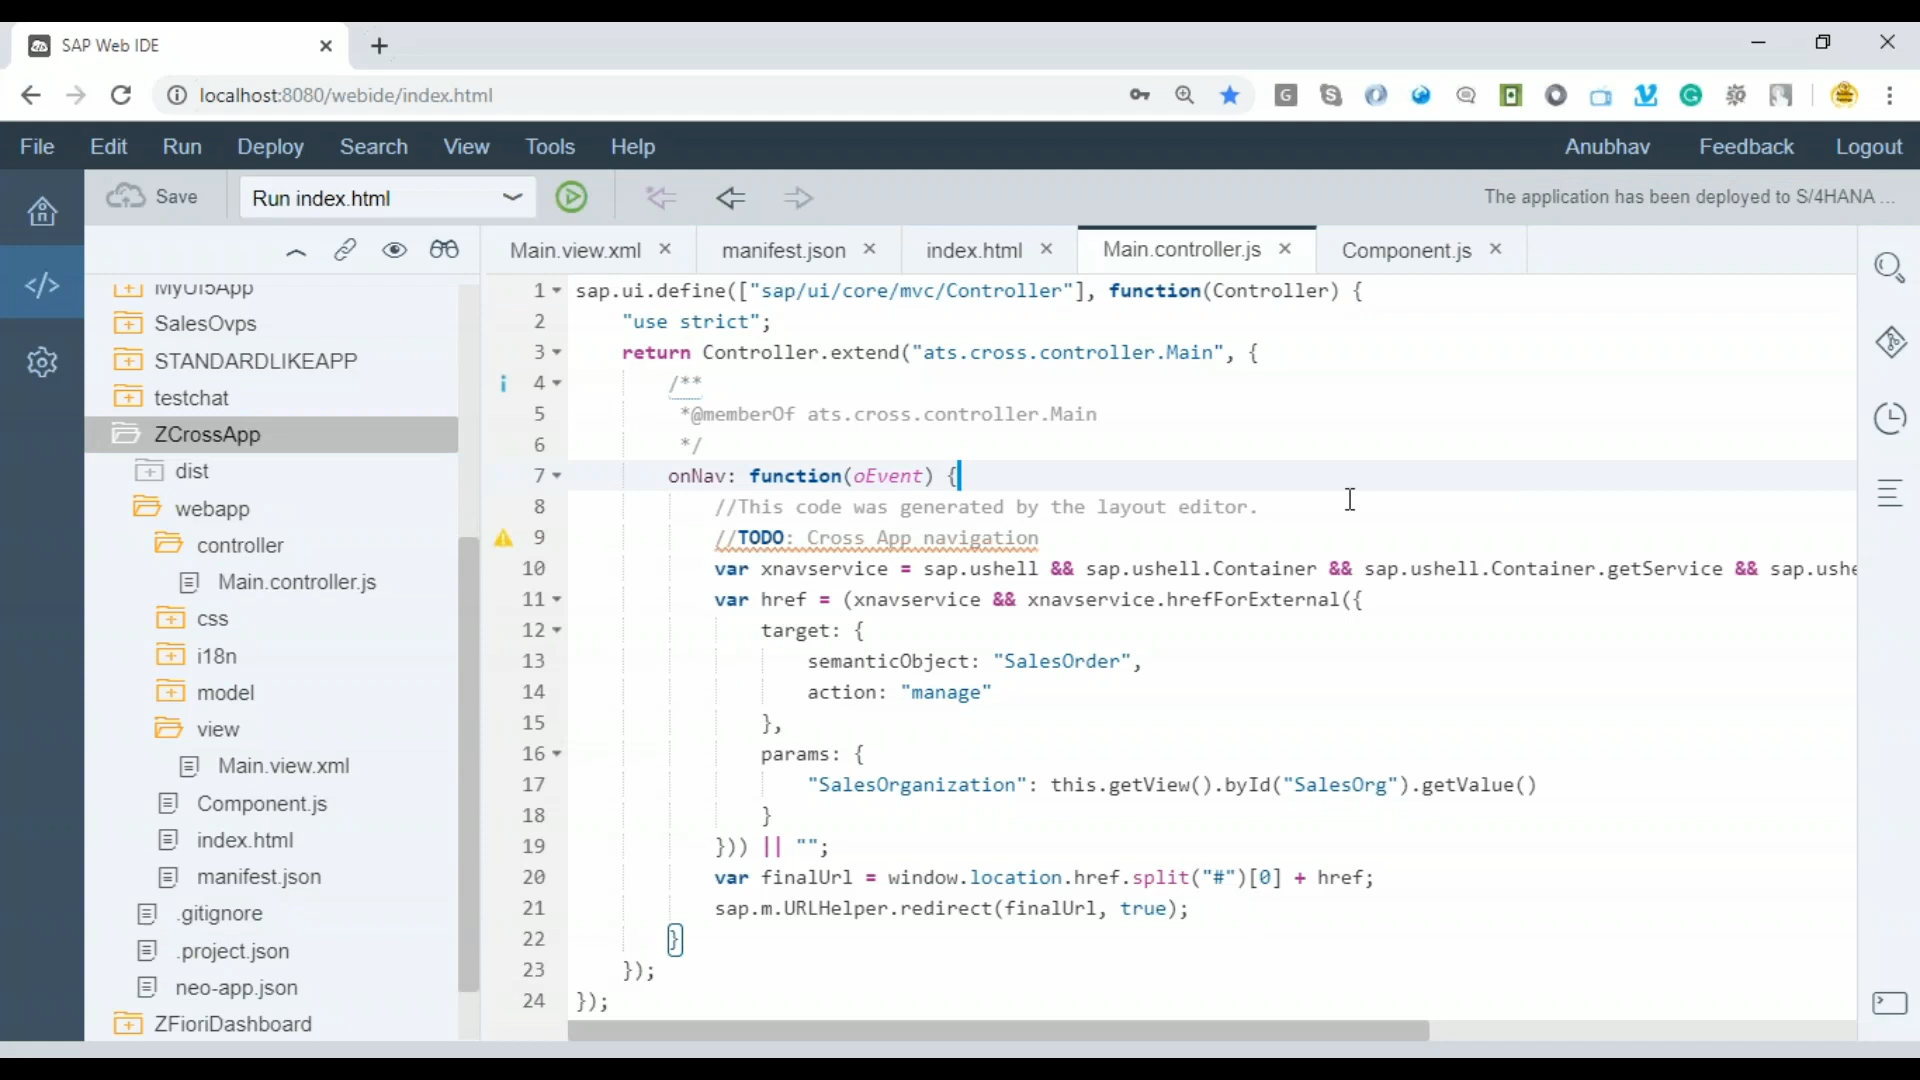 SAP Web IDE
localhost:8080/webide/index.html
File Edit Run Deploy Search View Tools Help Anubhav Feedback Logout
Save Run index.html The application has been deployed to S/4HANA ...
Main.view.xml manifest.json index.html Main.controller.js Component.js
MyUI5App
SalesOvps
STANDARDLIKEAPP
testchat
ZCrossApp
dist
webapp
controller
Main.controller.js
css
i18n
model
view
Main.view.xml
Component.js
index.html
manifest.json
.gitignore
.project.json
neo-app.json
ZFioriDashboard
1 sap.ui.define(["sap/ui/core/mvc/Controller"], function(Controller) {
2 "use strict";
3 return Controller.extend("ats.cross.controller.Main", {
4 /**
5 *@memberOf ats.cross.controller.Main
6 */
7 onNav: function(oEvent) {
8 //This code was generated by the layout editor.
9 //TODO: Cross App navigation
10 var xnavservice = sap.ushell && sap.ushell.Container && sap.ushell.Container.getService && sap.ushe
11 var href = (xnavservice && xnavservice.hrefForExternal({
12 target: {
13 semanticObject: "SalesOrder",
14 action: "manage"
15 },
16 params: {
17 "SalesOrganization": this.getView().byId("SalesOrg").getValue()
18 }
19 })) || "";
20 var finalUrl = window.location.href.split("#")[0] + href;
21 sap.m.URLHelper.redirect(finalUrl, true);
22 }
23 });
24 });